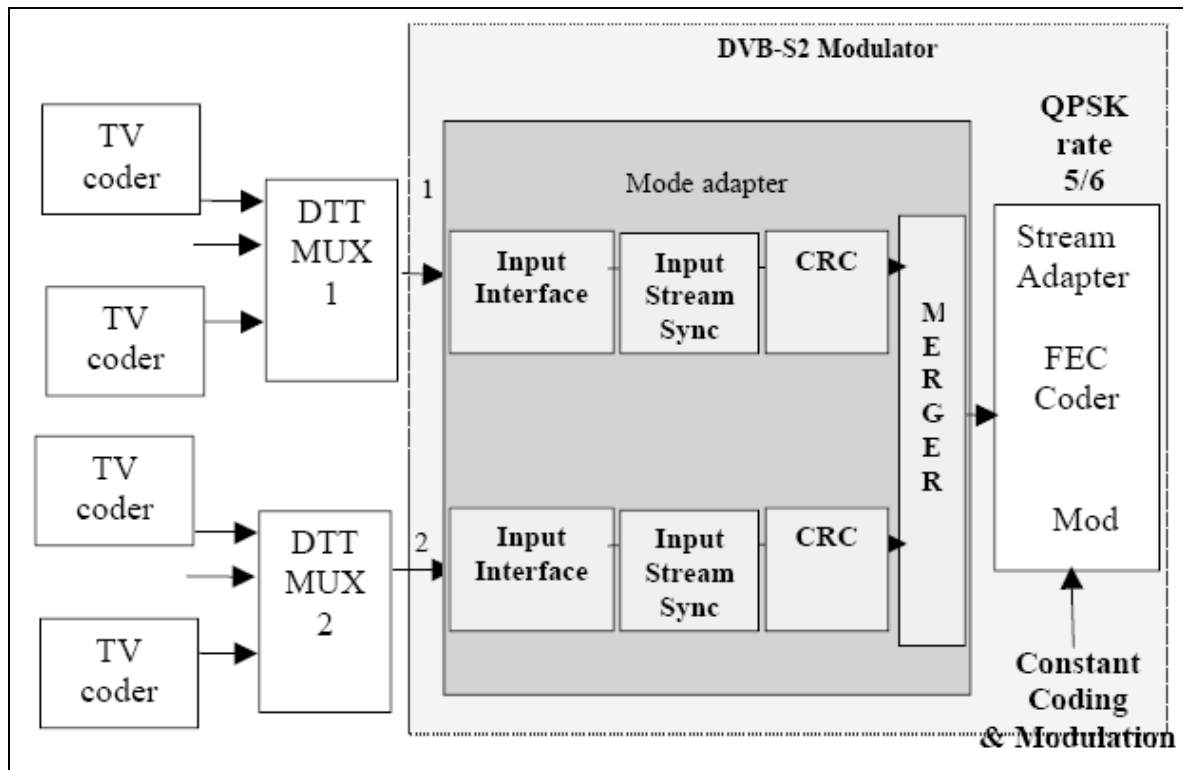 DVB-S2 Modulator
TV
coder
TV
coder
DTT
MUX
1
1
TV
coder
TV
coder
DTT
MUX
2
2
Mode adapter
Input
Interface
Input
Stream
Sync
CRC
Input
Interface
Input
Stream
Sync
CRC
M
E
R
G
E
R
QPSK
rate
5/6
Stream
Adapter
FEC
Coder
Mod
Constant
Coding
& Modulation